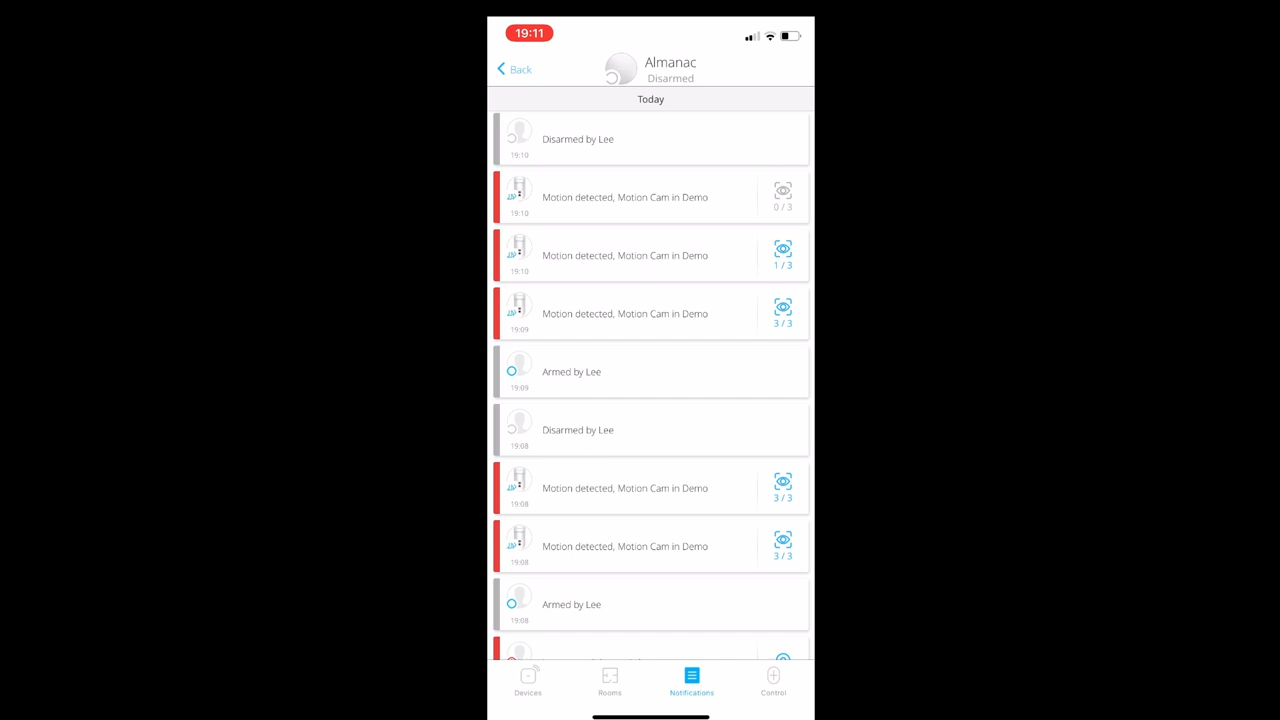 19:11
Back
Almanac
Disarmed
Today
Disarmed by Lee
19:10
Motion detected, Motion Cam in Demo
0 / 3
19:10
Motion detected, Motion Cam in Demo
1 / 3
19:10
Motion detected, Motion Cam in Demo
3 / 3
19:09
Armed by Lee
19:09
Disarmed by Lee
19:08
Motion detected, Motion Cam in Demo
3 / 3
19:08
Motion detected, Motion Cam in Demo
3 / 3
19:08
Armed by Lee
19:08
Devices
Rooms
Notifications
Control